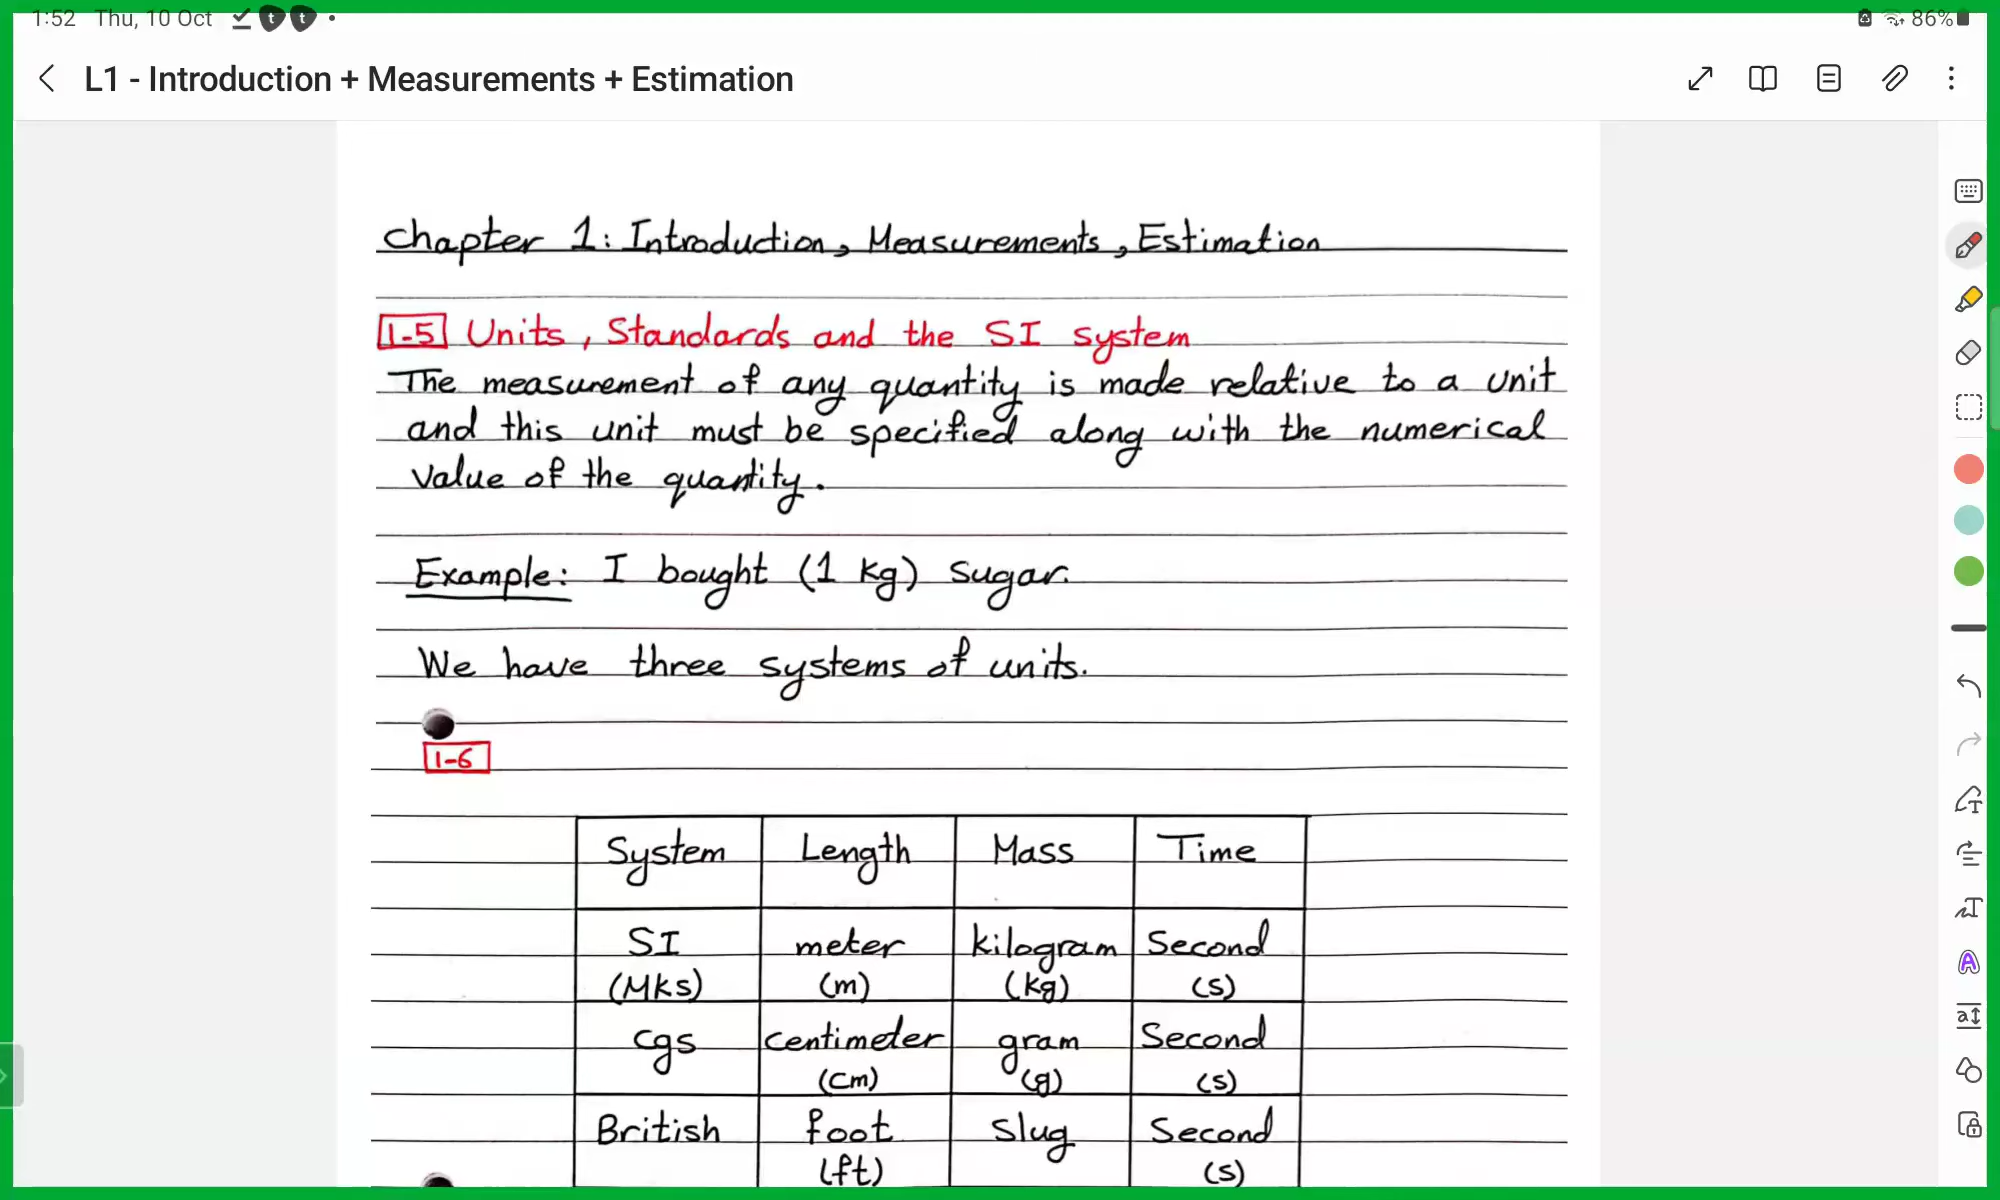 1:52 Thu, 10 Oct t t 86%
L1 - Introduction + Measurements + Estimation
Chapter 1: Introduction, Measurements, Estimation
1-5 Units, Standards and the SI system
The measurement of any quantity is made relative to a unit
and this unit must be specified along with the numerical
value of the quantity.
Example: I bought (1 kg) sugar.
We have three systems of units.
1-6
System Length Mass Time
SI meter kilogram Second
(Mks) (m) (kg) (s)
cgs centimeter gram Second
(cm) (g) (s)
British foot slug Second
(ft) (s)